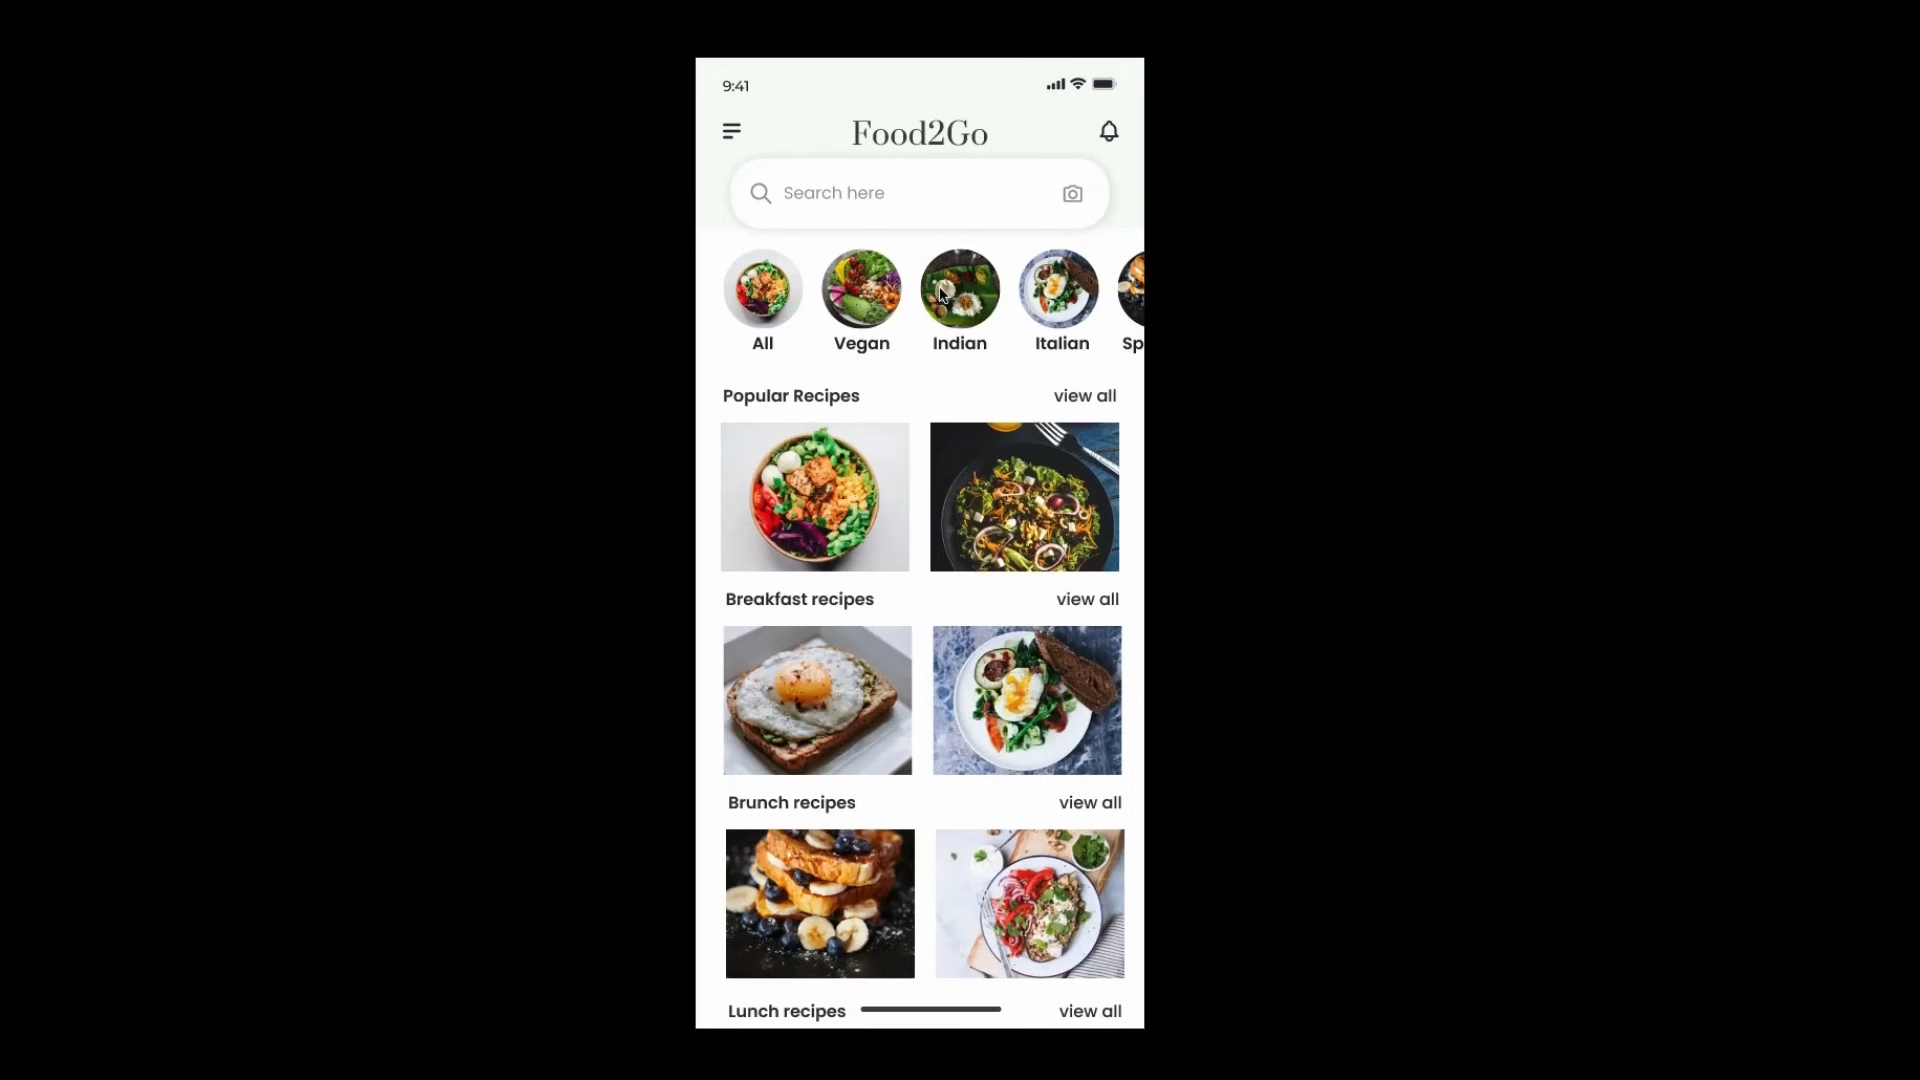 9:41
Food2Go
Search here
All Vegan Indian Italian Sp
Popular Recipes view all
Breakfast recipes view all
Brunch recipes view all
Lunch recipes view all